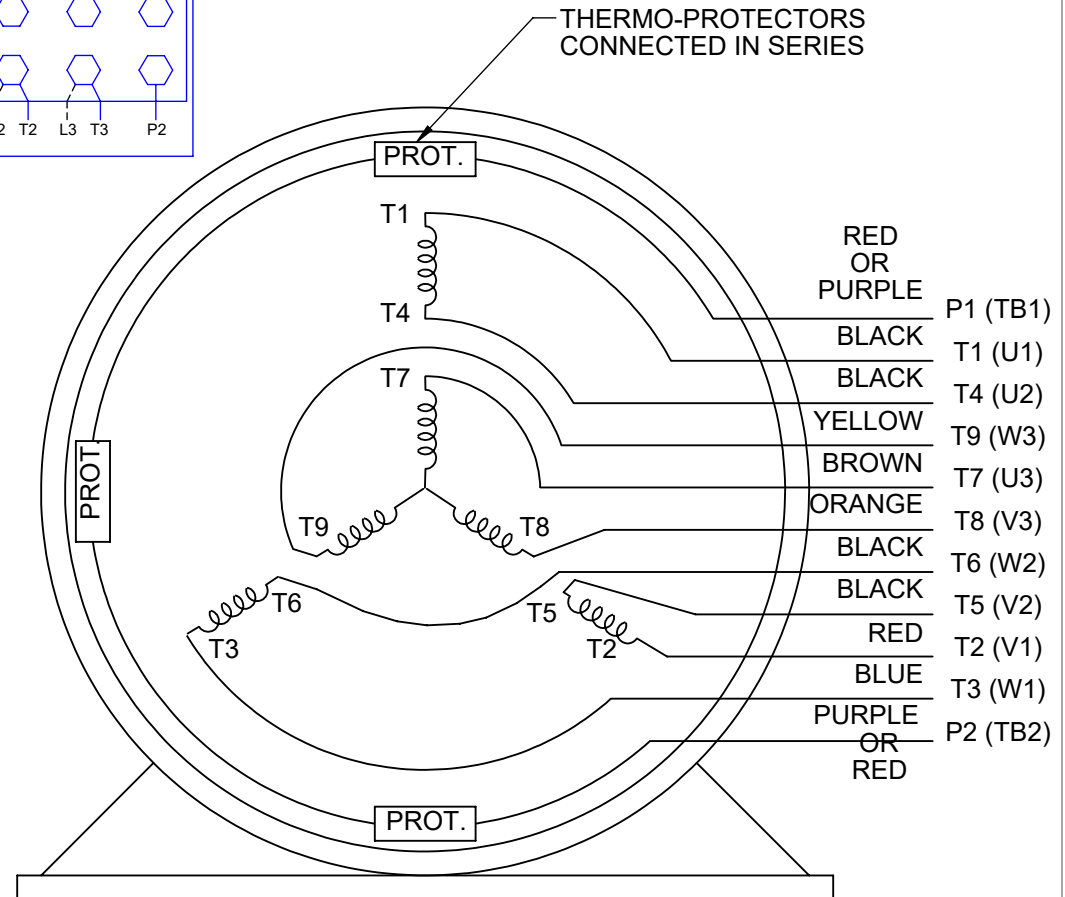 THERMO-PROTECTORS
CONNECTED IN SERIES
T2 L3 T3 P2
PROT.
T1
T4
T7
PROT.
T9
T8
T6
T5
T3
T2
PROT.
RED
OR
PURPLE
P1 (TB1)
BLACK
T1 (U1)
BLACK
T4 (U2)
YELLOW
T9 (W3)
BROWN
T7 (U3)
ORANGE
T8 (V3)
BLACK
T6 (W2)
BLACK
T5 (V2)
RED
T2 (V1)
BLUE
T3 (W1)
PURPLE
OR
RED
P2 (TB2)